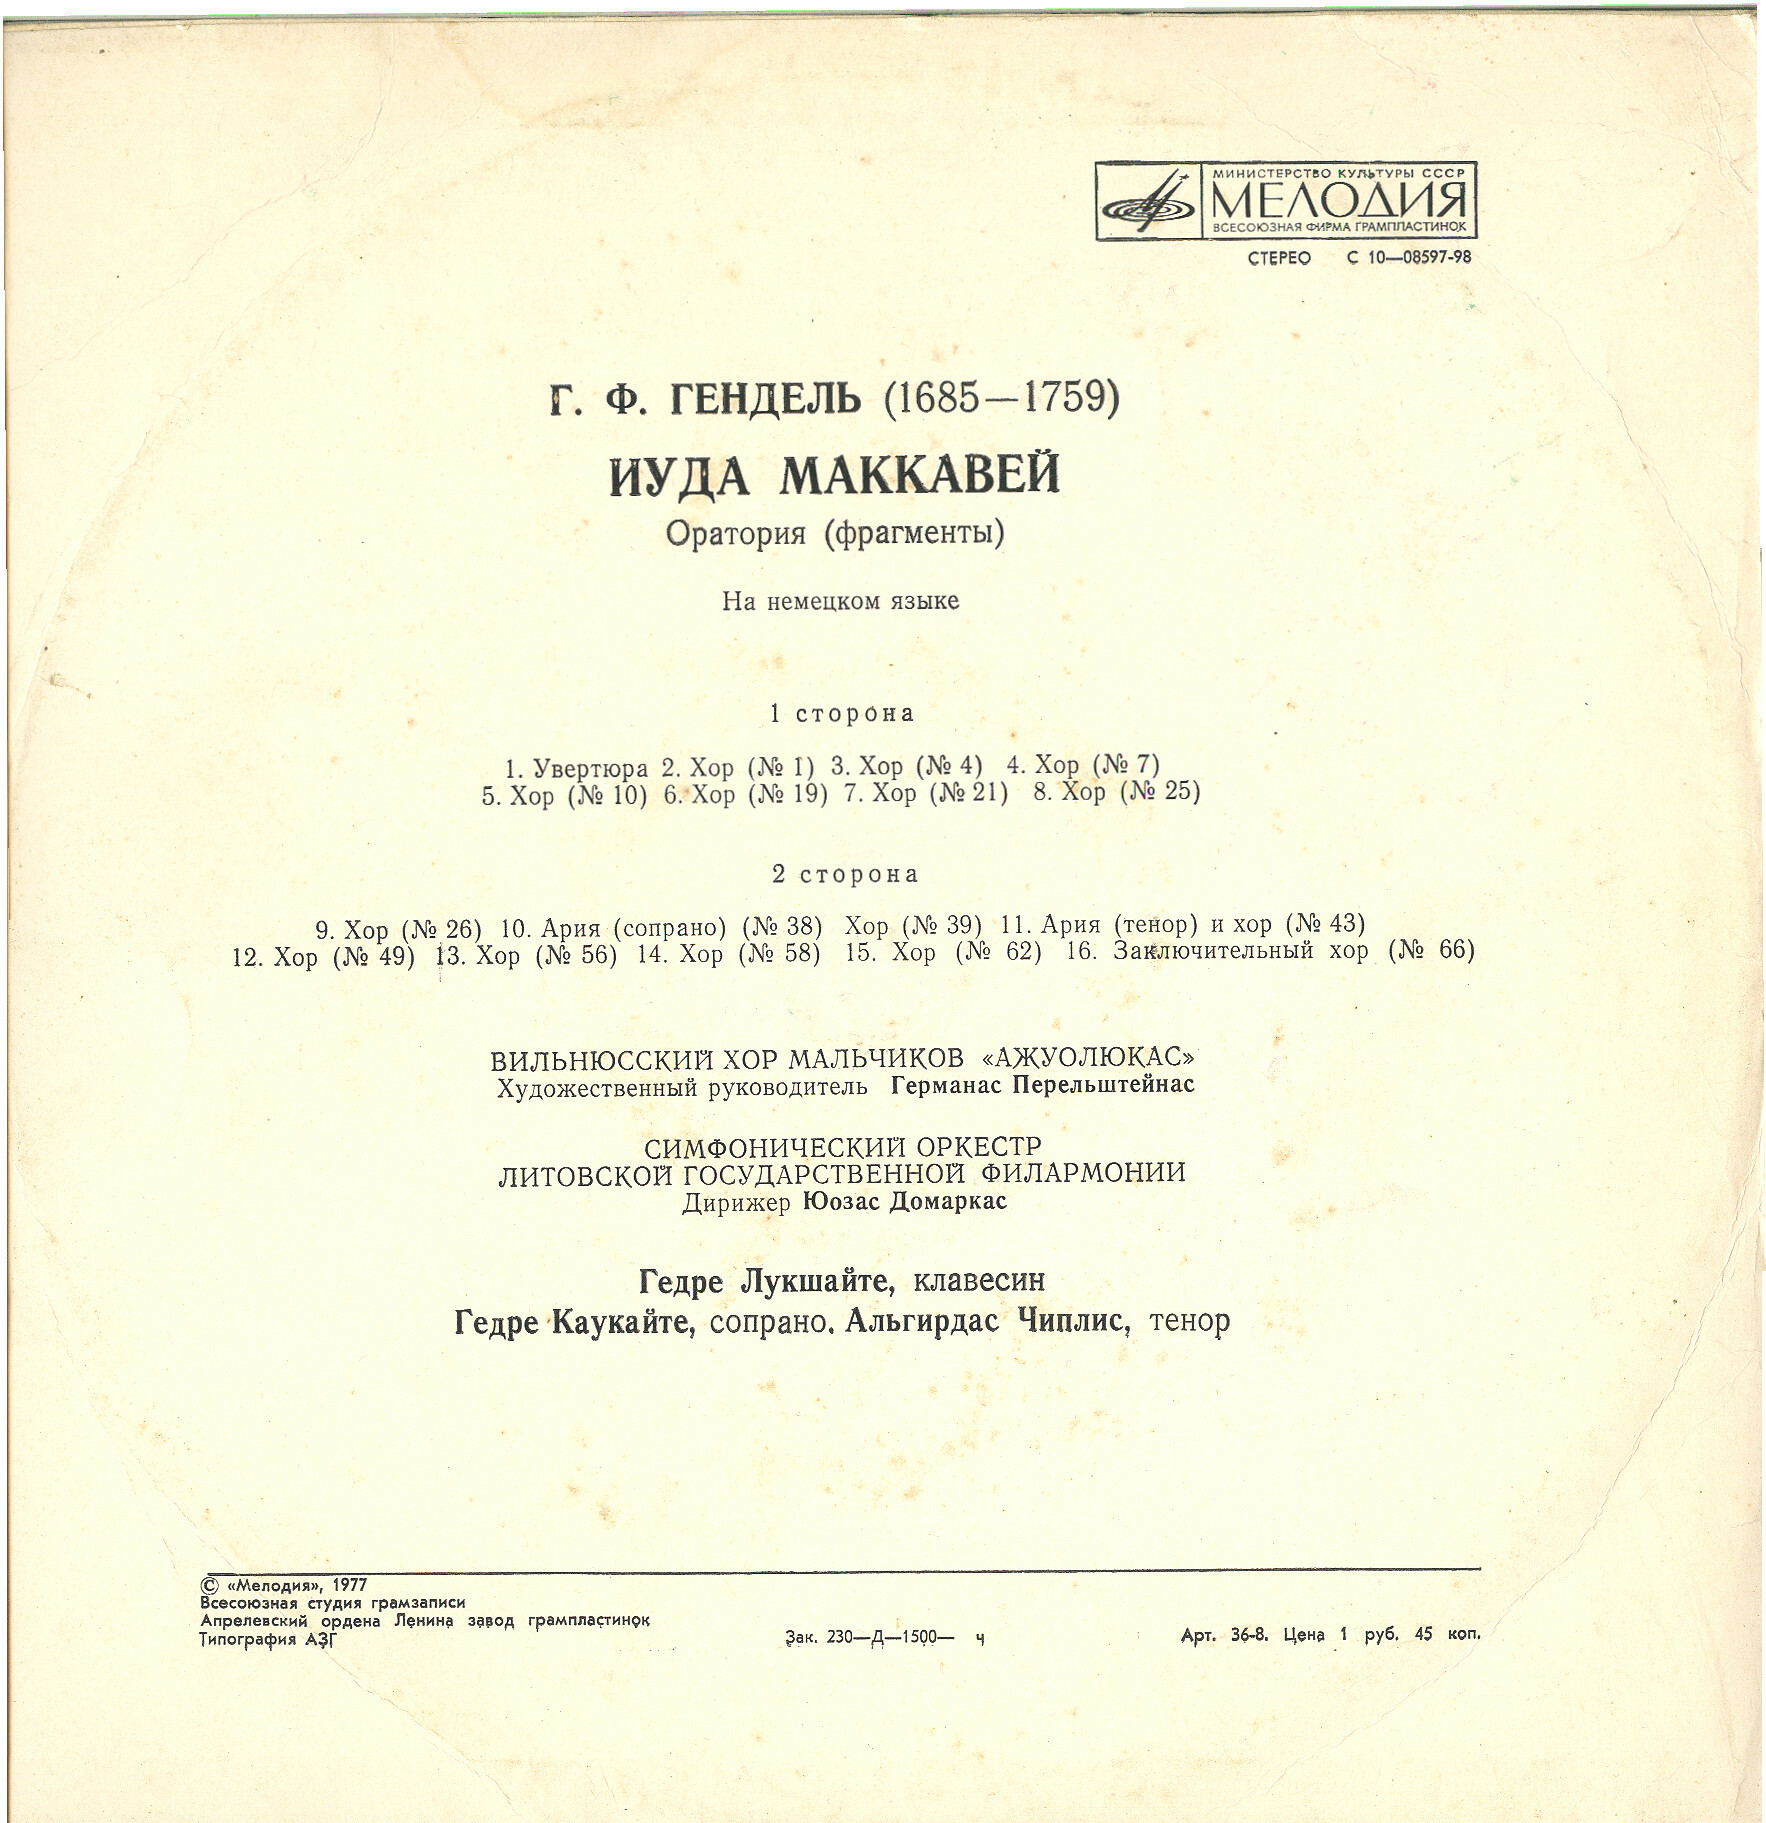 МИНИСТЕРСТВО КУЛЬТУРЫ СССР
МЕЛОДИЯ
ВСЕСОЮЗНАЯ ФИРМА ГРАМПЛАСТИНОК
СТЕРЕО С 10—08597-98
Г. Ф. ГЕНДЕЛЬ (1685—1759)
ИУДА МАККАВЕЙ
Оратория (фрагменты)
На немецком языке
1 сторона
1. Увертюра 2. Хор (№ 1) 3. Хор (№ 4) 4. Хор (№ 7)
5. Хор (№ 10) 6. Хор (№ 19) 7. Хор (№ 21) 8. Хор (№ 25)
2 сторона
9. Хор (№ 26) 10. Ария (сопрано) (№ 38) Хор (№ 39) 11. Ария (тенор) и хор (№ 43)
12. Хор (№ 49) 13. Хор (№ 56) 14. Хор (№ 58) 15. Хор (№ 62) 16. Заключительный хор (№ 66)
ВИЛЬНЮССКИЙ ХОР МАЛЬЧИКОВ «АЖУОЛЮКАС»
Художественный руководитель Германас Перельштейнас
СИМФОНИЧЕСКИЙ ОРКЕСТР
ЛИТОВСКОЙ ГОСУДАРСТВЕННОЙ ФИЛАРМОНИИ
Дирижер Юозас Домаркас
Гедре Лукшайте, клавесин
Гедре Каукайте, сопрано. Альгирдас Чиплис, тенор
© «Мелодия», 1977
Всесоюзная студия грамзаписи
Апрелевский ордена Ленина завод грампластинок
Типография АЗГ
Зак. 230—Д—1500— ч
Арт. 36-8. Цена 1 руб. 45 коп.